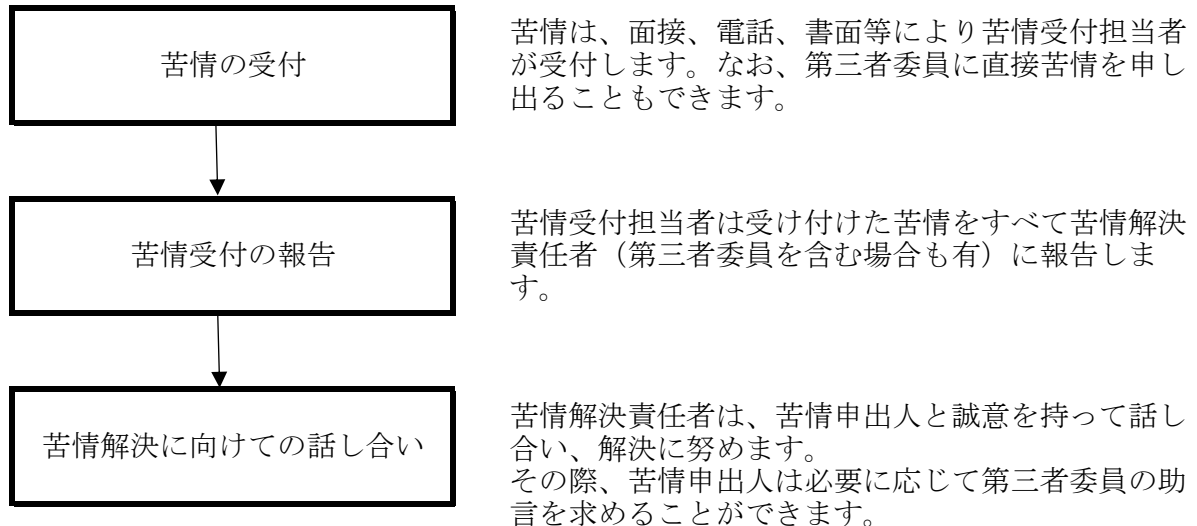 苦情の受付
苦情は、面接、電話、書面等により苦情受付担当者
が受付します。なお、第三者委員に直接苦情を申し
出ることもできます。
苦情受付の報告
苦情受付担当者は受け付けた苦情をすべて苦情解決
責任者（第三者委員を含む場合も有）に報告しま
す。
苦情解決に向けての話し合い
苦情解決責任者は、苦情申出人と誠意を持って話し
合い、解決に努めます。
その際、苦情申出人は必要に応じて第三者委員の助
言を求めることができます。